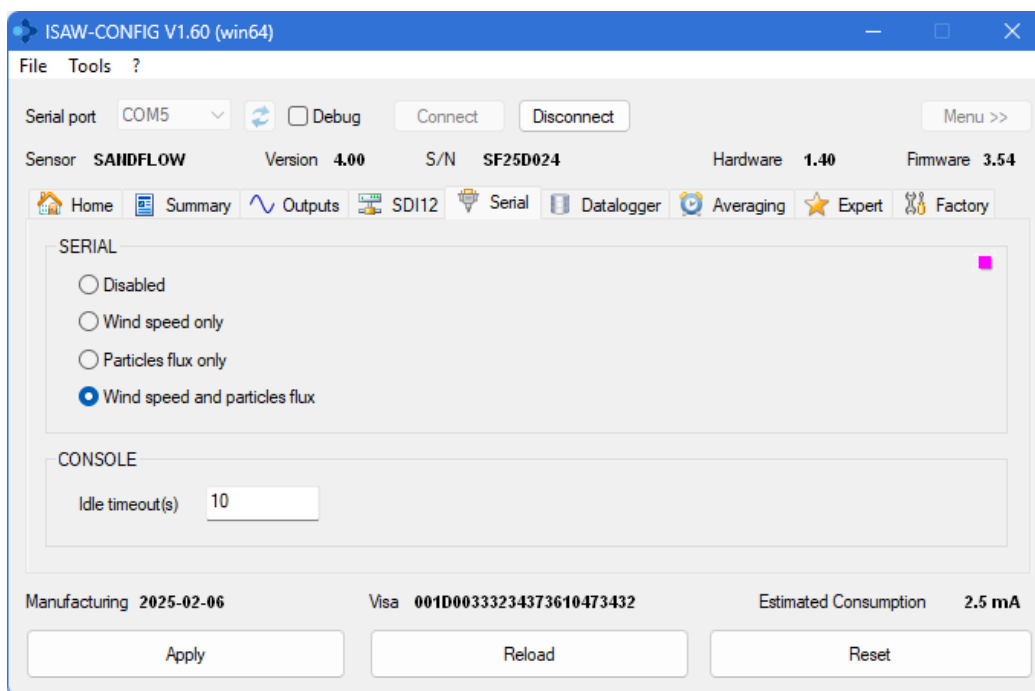 ISAW-CONFIG V1.60 (win64)
File Tools ?
Serial port COM5 Debug Connect Disconnect Menu >>
Sensor SANDFLOW Version 4.00 S/N SF25D024 Hardware 1.40 Firmware 3.54
Home Summary Outputs SDI12 Serial Datalogger Averaging Expert Factory
SERIAL
Disabled
Wind speed only
Particles flux only
Wind speed and particles flux
CONSOLE
Idle timeout(s) 10
Manufacturing 2025-02-06 Visa 001D00333234373610473432 Estimated Consumption 2.5 mA
Apply Reload Reset